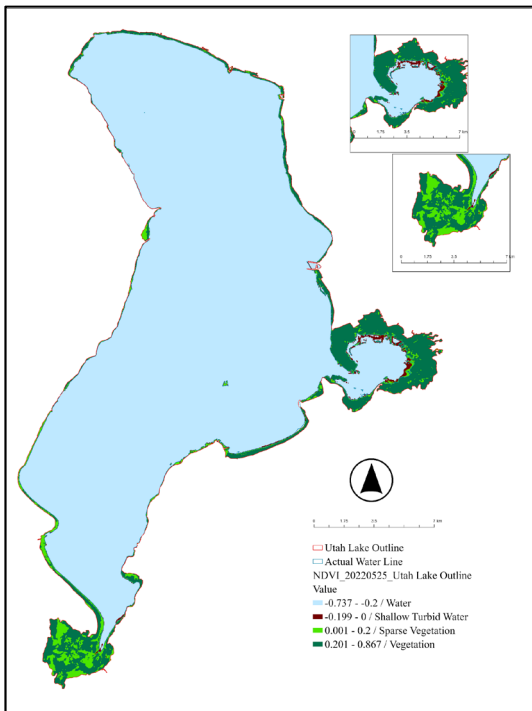 0 1.75 3.5 7 km
0 1.75 3.5 7 km
0 1.75 3.5 7 km
Utah Lake Outline
Actual Water Line
NDVI_20220525_Utah Lake Outline
Value
-0.737 - -0.2 / Water
-0.199 - 0 / Shallow Turbid Water
0.001 - 0.2 / Sparse Vegetation
0.201 - 0.867 / Vegetation